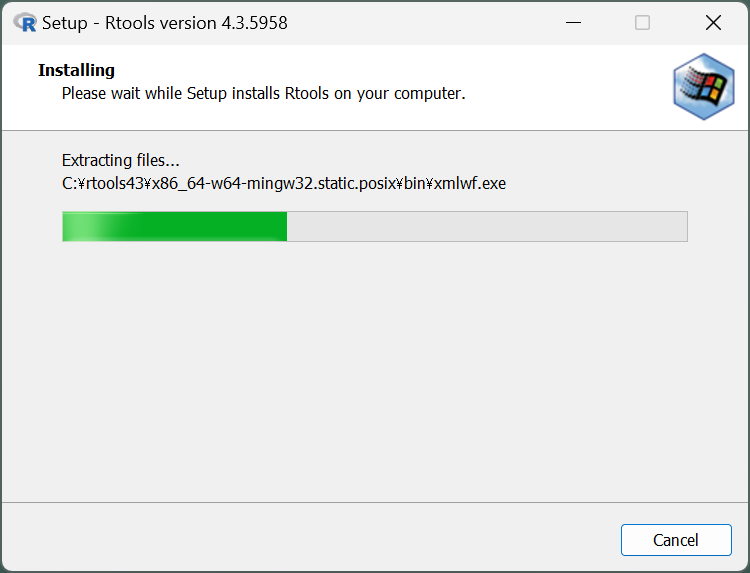 Setup - Rtools version 4.3.5958
Installing
Please wait while Setup installs Rtools on your computer.
Extracting files...
C:¥rtools43¥x86_64-w64-mingw32.static.posix¥bin¥xmlwf.exe
Cancel